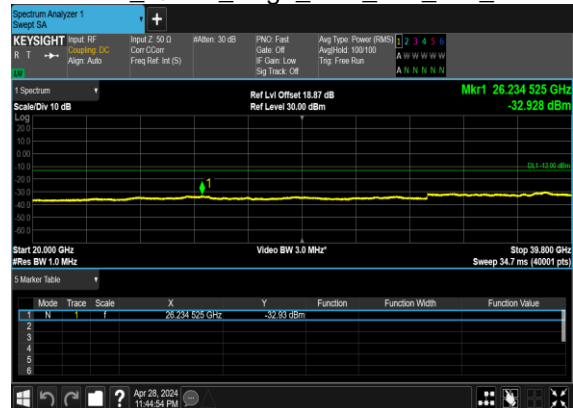 Spectrum Analyzer 1
Swept SA
KEYSIGHT Input: RF Input Z: 50 Ω #Atten: 30 dB PNO: Fast Avg Type: Power (RMS) 1 2 3 4 5 6
R T Coupling: DC Corr CCorr Gate: Off Avg|Hold: 100/100 A W W W W W
Align: Auto Freq Ref: Int (S) IF Gain: Low Trig: Free Run
Sig Track: Off A N N N N N
1 Spectrum Ref Lvl Offset 18.87 dB Mkr1 26.234 525 GHz
Scale/Div 10 dB Ref Level 30.00 dBm -32.928 dBm
Log
20.0
10.0
0.00
-10.0 DL1 -13.00 dBm
-20.0
-30.0 1
-40.0
-50.0
-60.0
Start 20.000 GHz Video BW 3.0 MHz* Stop 39.800 GHz
#Res BW 1.0 MHz Sweep 34.7 ms (40001 pts)
5 Marker Table
Mode Trace Scale X Y Function Function Width Function Value
1 N 1 f 26.234 525 GHz -32.93 dBm
2
3
4
5
6
? Apr 28, 2024
11:44:54 PM